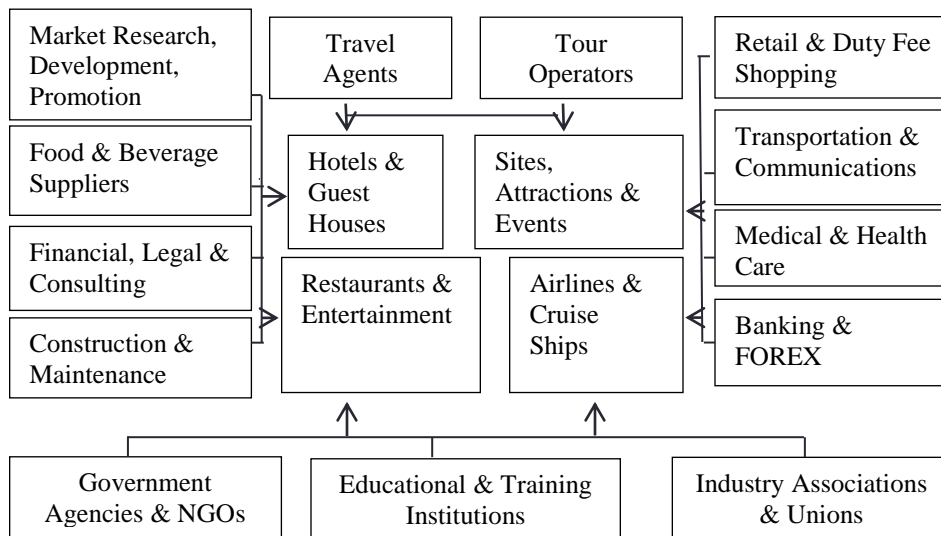 Market Research,
Development,
Promotion
Travel
Agents
Tour
Operators
Retail & Duty Fee
Shopping
Food & Beverage
Suppliers
Hotels &
Guest
Houses
Sites,
Attractions &
Events
Transportation &
Communications
Financial, Legal &
Consulting
Restaurants &
Entertainment
Airlines &
Cruise
Ships
Medical & Health
Care
Construction &
Maintenance
Banking &
FOREX
Government
Agencies & NGOs
Educational & Training
Institutions
Industry Associations
& Unions